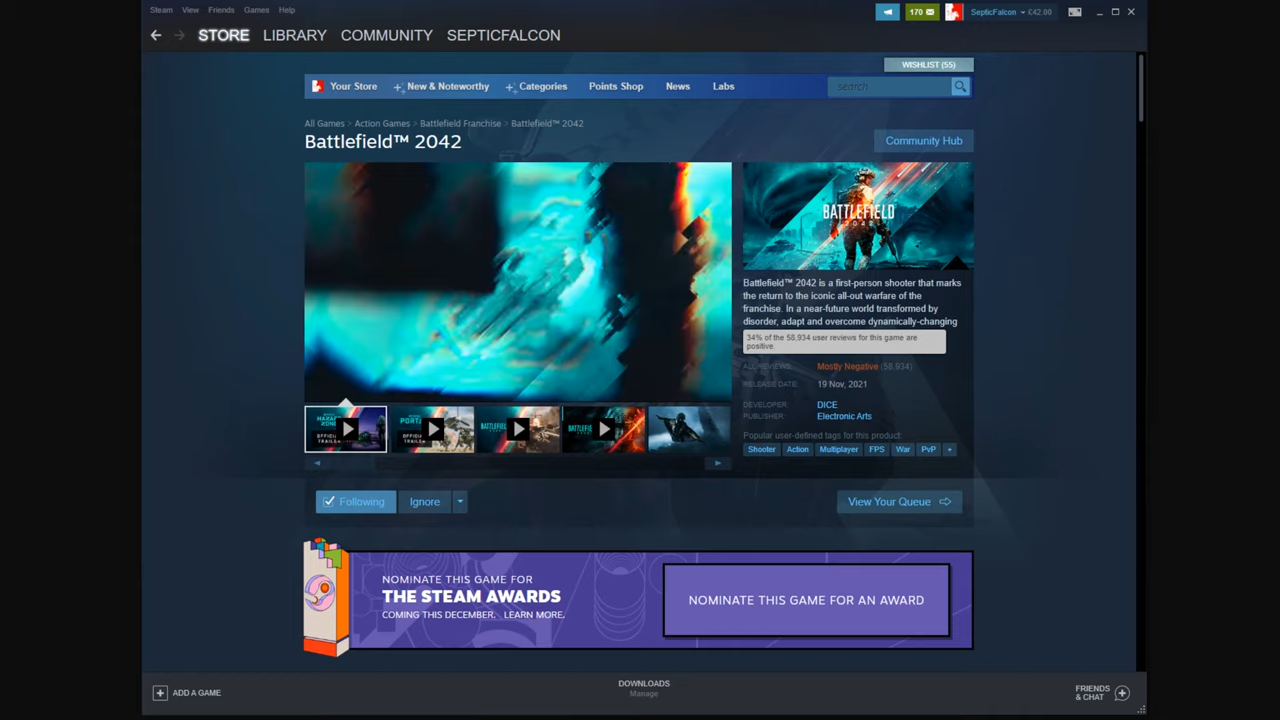 Steam View Friends Games Help
170
SepticFalcon £42.00
STORE LIBRARY COMMUNITY SEPTICFALCON
WISHLIST (55)
Your Store New & Noteworthy Categories Points Shop News Labs
search
All Games > Action Games > Battlefield Franchise > Battlefield™ 2042
Battlefield™ 2042
Community Hub
BATTLEFIELD
2042
Battlefield™ 2042 is a first-person shooter that marks
the return to the iconic all-out warfare of the
franchise. In a near-future world transformed by
disorder, adapt and overcome dynamically-changing
34% of the 58,934 user reviews for this game are
positive.
ALL REVIEWS: Mostly Negative (58,934)
RELEASE DATE: 19 Nov, 2021
DEVELOPER: DICE
PUBLISHER: Electronic Arts
Popular user-defined tags for this product:
Shooter Action Multiplayer FPS War PvP +
Following Ignore
View Your Queue
NOMINATE THIS GAME FOR
THE STEAM AWARDS
COMING THIS DECEMBER. LEARN MORE.
NOMINATE THIS GAME FOR AN AWARD
ADD A GAME
DOWNLOADS
Manage
FRIENDS
& CHAT